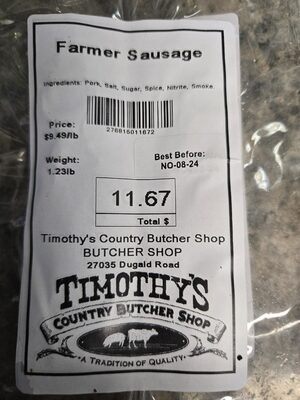 Farmer Sausage
Ingredients: Pork, Salt, Sugar, Spice, Nitrite, Smoke
276815011672
Price:
$9.49/lb
Weight:
1.23lb
Best Before:
NO-08-24
11.67
Total $
Timothy's Country Butcher Shop
BUTCHER SHOP
27035 Dugald Road
TIMOTHY'S
COUNTRY BUTCHER SHOP
• A TRADITION OF QUALITY •